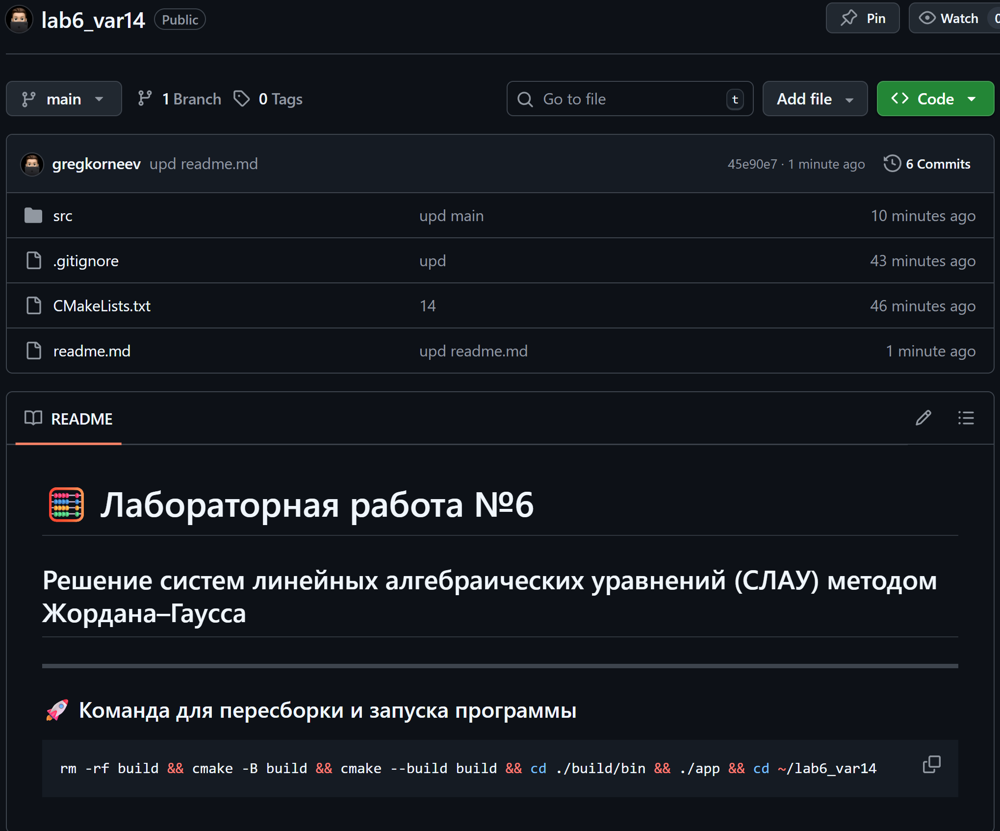 lab6_var14 Public Pin Watch 0
main 1 Branch 0 Tags Go to file t Add file Code
gregkorneev upd readme.md 45e90e7 · 1 minute ago 6 Commits
src upd main 10 minutes ago
.gitignore upd 43 minutes ago
CMakeLists.txt 14 46 minutes ago
readme.md upd readme.md 1 minute ago
README
Лабораторная работа №6
Решение систем линейных алгебраических уравнений (СЛАУ) методом
Жордана–Гаусса
Команда для пересборки и запуска программы
rm -rf build && cmake -B build && cmake --build build && cd ./build/bin && ./app && cd ~/lab6_var14